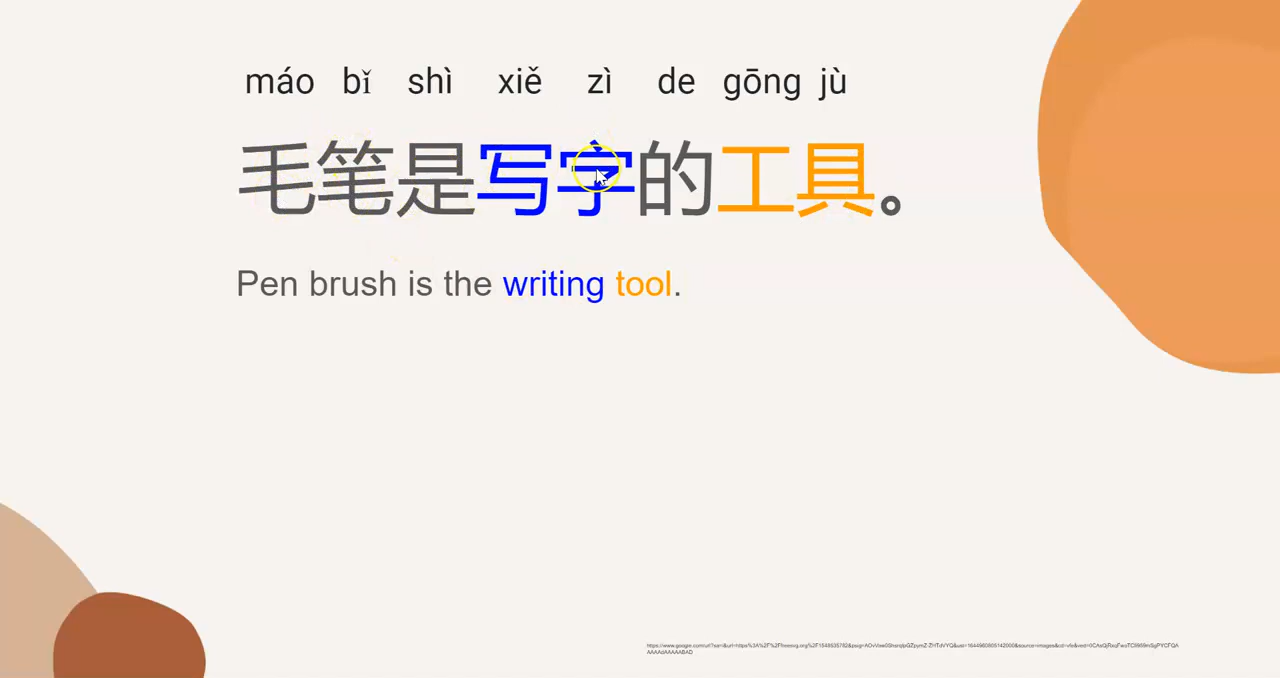 máo bǐ shì xiě zì de gōng jù
毛笔是写字的工具。
Pen brush is the writing tool.